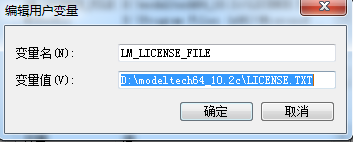 编辑用户变量
变量名(N):
LM_LICENSE_FILE
变量值(V):
D:\modeltech64_10.2c\LICENSE.TXT
确定
取消